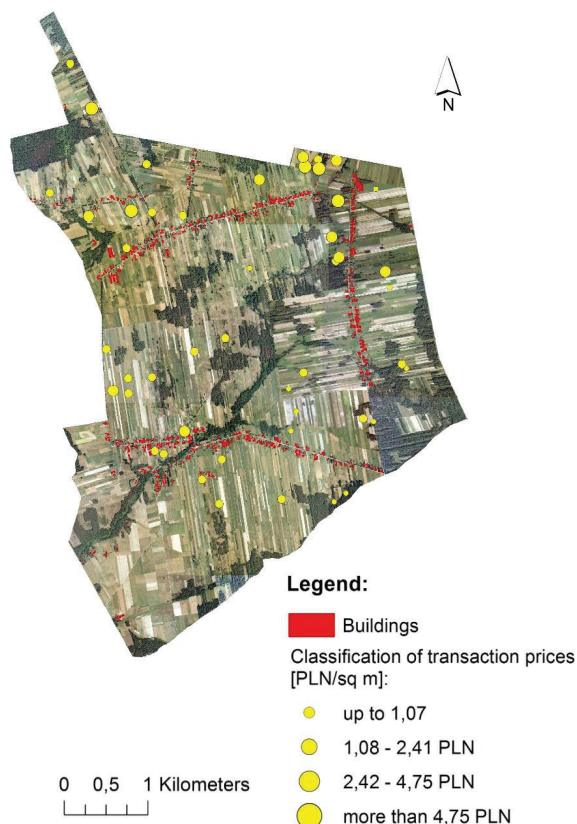 N
Legend:
Buildings
Classification of transaction prices
[PLN/sq m]:
up to 1,07
1,08 - 2,41 PLN
2,42 - 4,75 PLN
more than 4,75 PLN
0 0,5 1 Kilometers